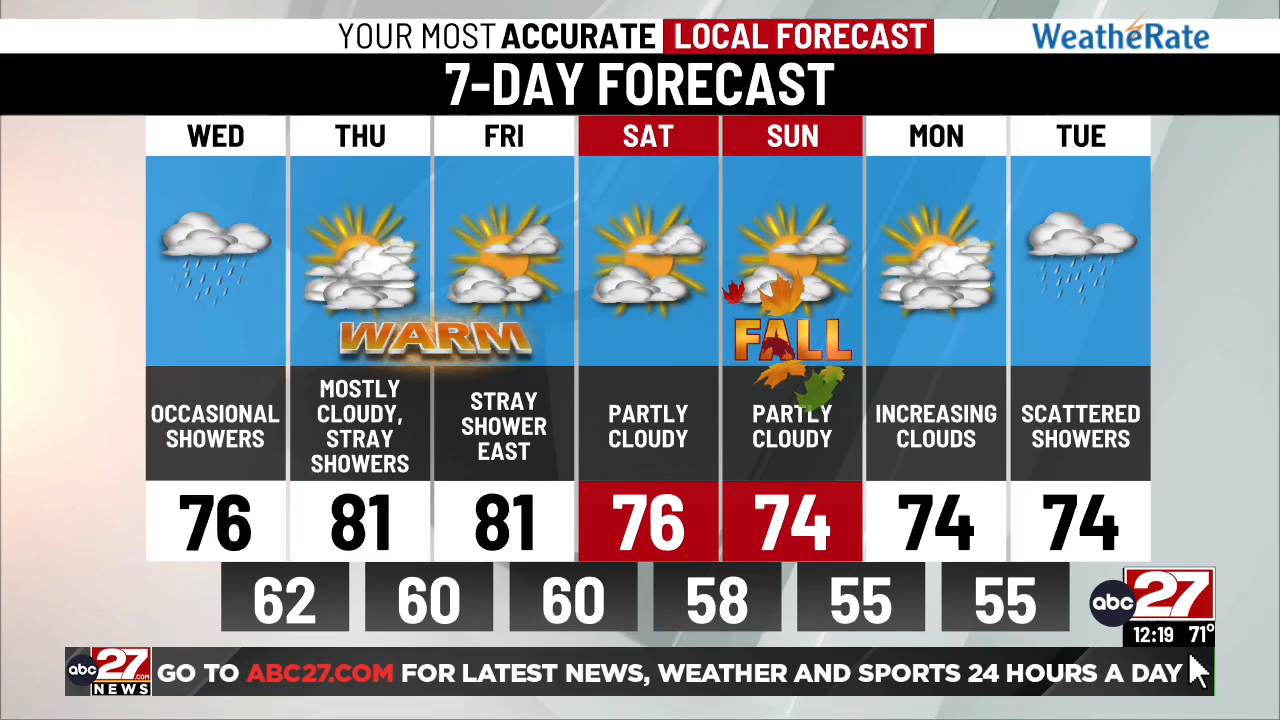 YOUR MOST ACCURATE LOCAL FORECAST
WeatheRate
7-DAY FORECAST
WED THU FRI SAT SUN MON TUE
WARM
FALL
OCCASIONAL
SHOWERS
MOSTLY
CLOUDY,
STRAY
SHOWERS
STRAY
SHOWER
EAST
PARTLY
CLOUDY
PARTLY
CLOUDY
INCREASING
CLOUDS
SCATTERED
SHOWERS
76 81 81 76 74 74 74
62 60 60 58 55 55
abc 27
12:19 71°
abc 27 .COM
NEWS
GO TO ABC27.COM FOR LATEST NEWS, WEATHER AND SPORTS 24 HOURS A DAY